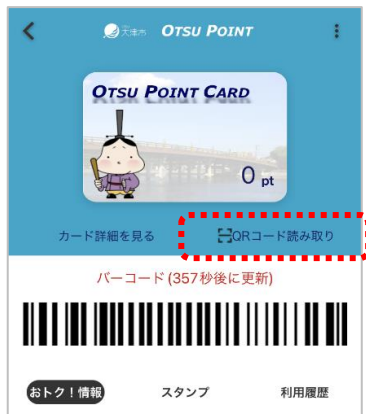 大津市 OTSU POINT
OTSU POINT CARD
0 pt
カード詳細を見る QRコード読み取り
バーコード(357秒後に更新)
おトク!情報 スタンプ 利用履歴